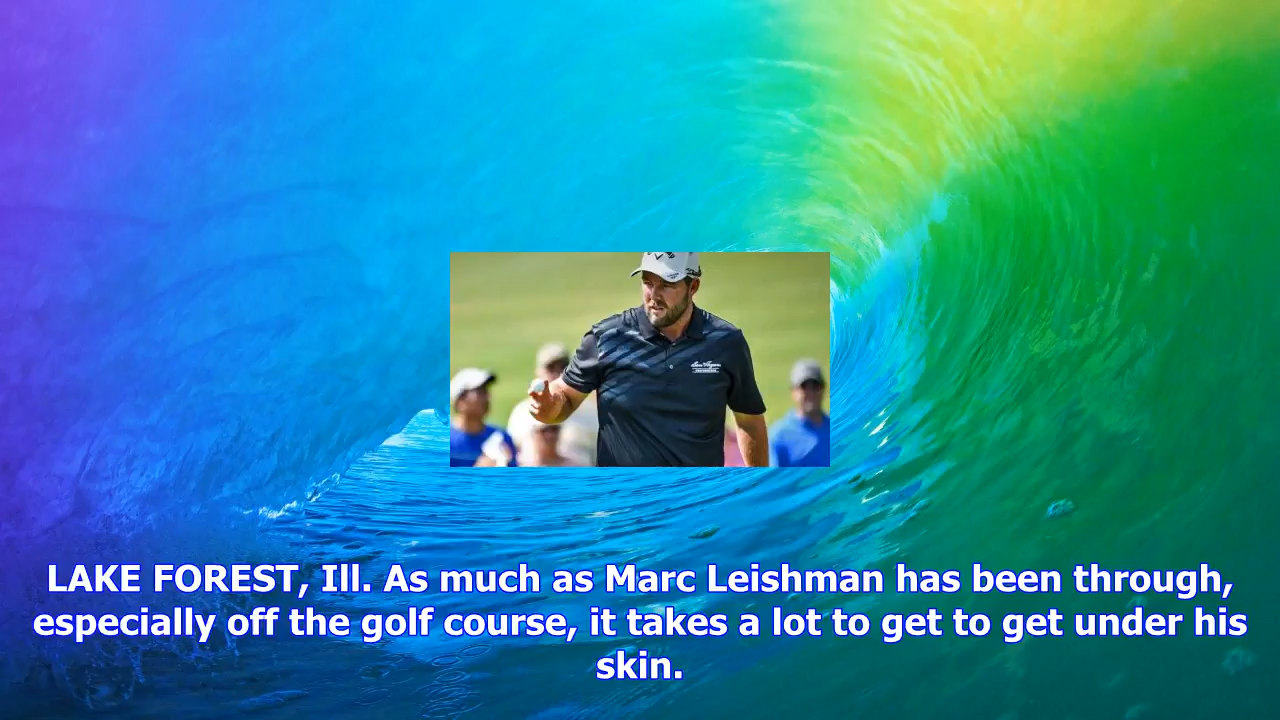 LAKE FOREST, Ill. As much as Marc Leishman has been through,
especially off the golf course, it takes a lot to get to get under his
skin.